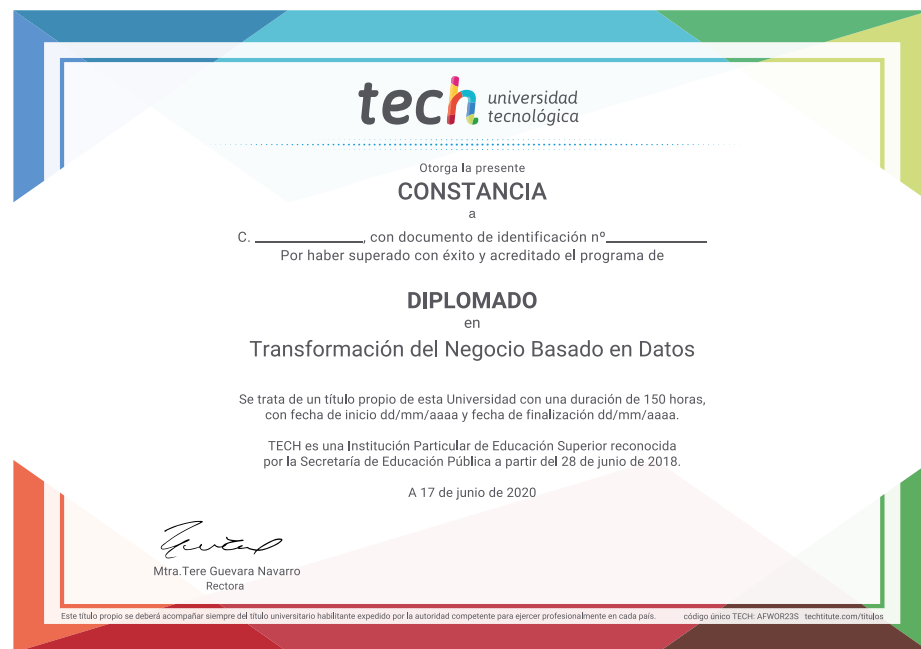 tech universidad
tecnológica
Otorga la presente
CONSTANCIA
a
C. ____________, con documento de identificación nº____________
Por haber superado con éxito y acreditado el programa de
DIPLOMADO
en
Transformación del Negocio Basado en Datos
Se trata de un título propio de esta Universidad con una duración de 150 horas,
con fecha de inicio dd/mm/aaaa y fecha de finalización dd/mm/aaaa.
TECH es una Institución Particular de Educación Superior reconocida
por la Secretaría de Educación Pública a partir del 28 de junio de 2018.
A 17 de junio de 2020
Mtra.Tere Guevara Navarro
Rectora
Este título propio se deberá acompañar siempre del título universitario habilitante expedido por la autoridad competente para ejercer profesionalmente en cada país. código único TECH: AFWOR23S techtitute.com/titulos